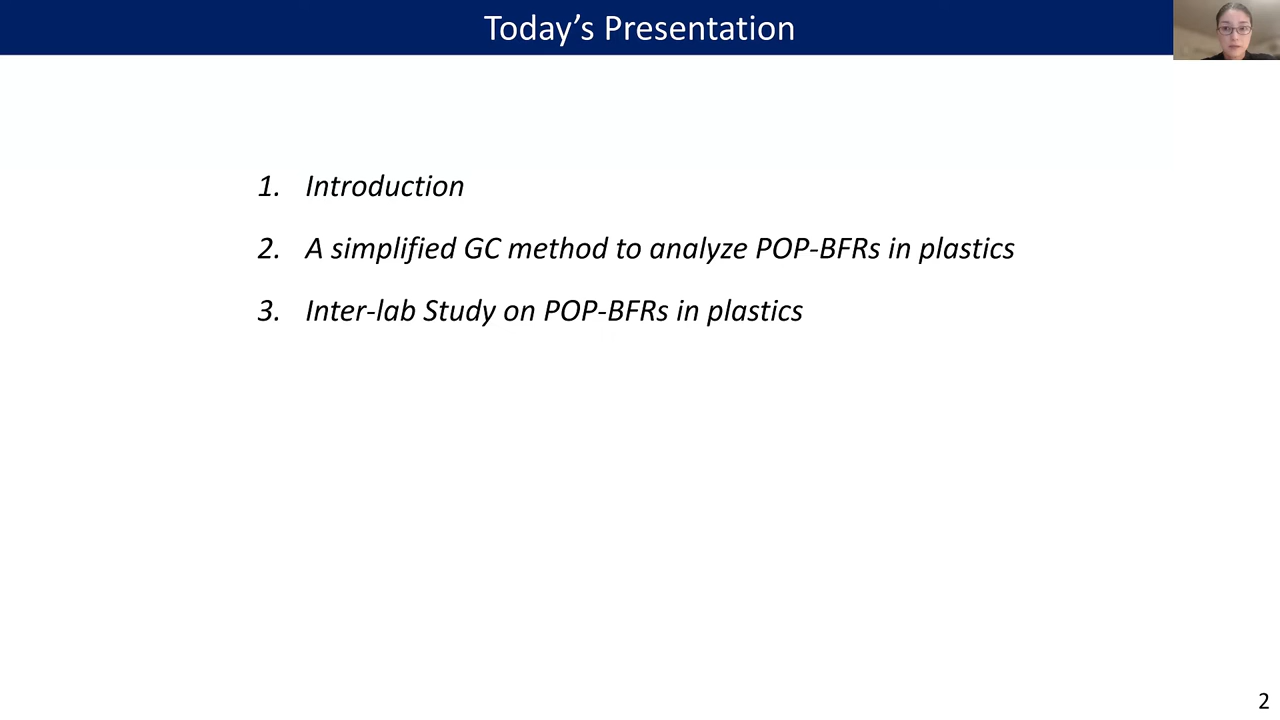 Today’s Presentation
1. Introduction
2. A simplified GC method to analyze POP-BFRs in plastics
3. Inter-lab Study on POP-BFRs in plastics
2